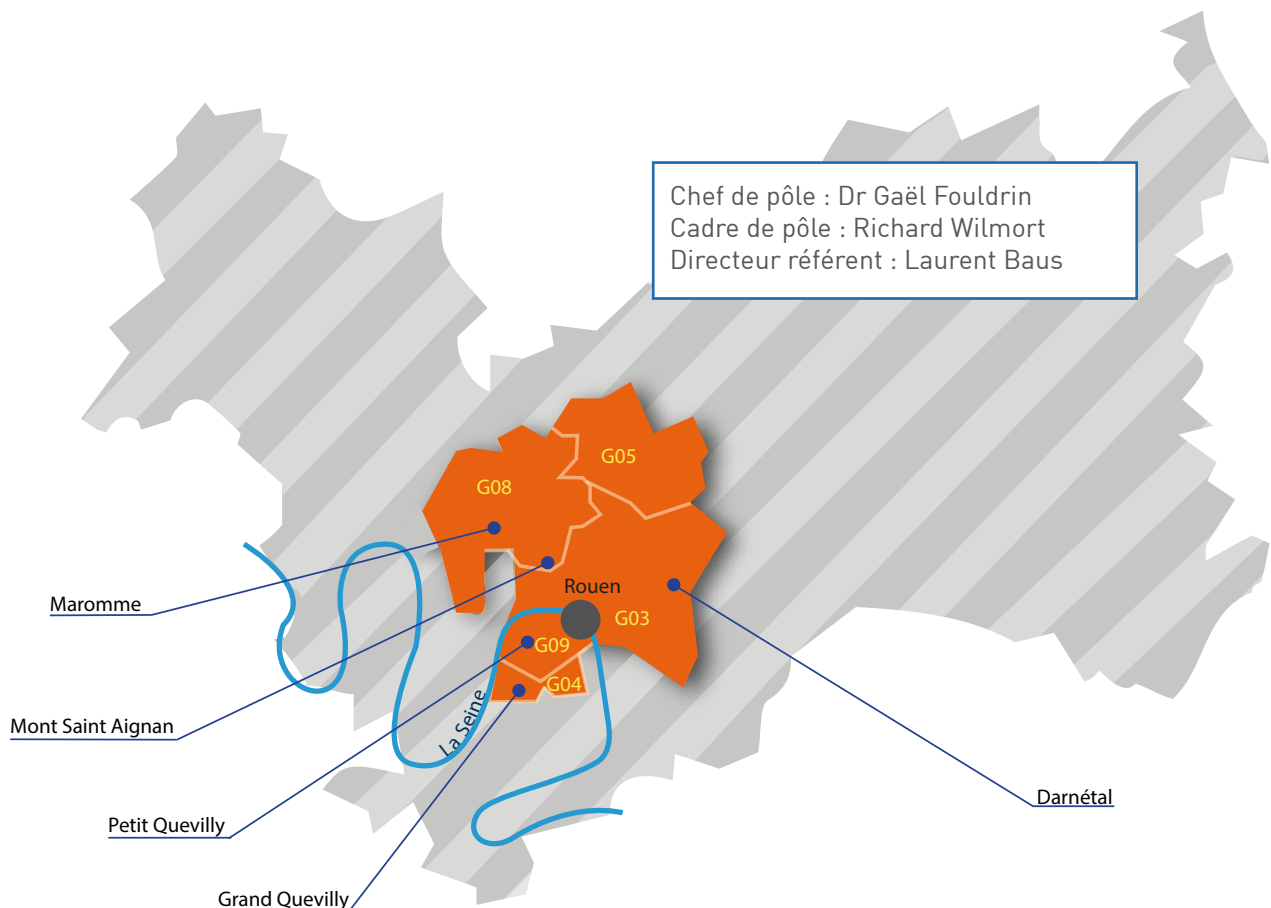 Chef de pôle : Dr Gaël Fouldrin
Cadre de pôle : Richard Wilmort
Directeur référent : Laurent Baus
G05
G08
Rouen
Maromme
G03
G09
G04
La Seine
Mont Saint Aignan
Darnétal
Petit Quevilly
Grand Quevilly